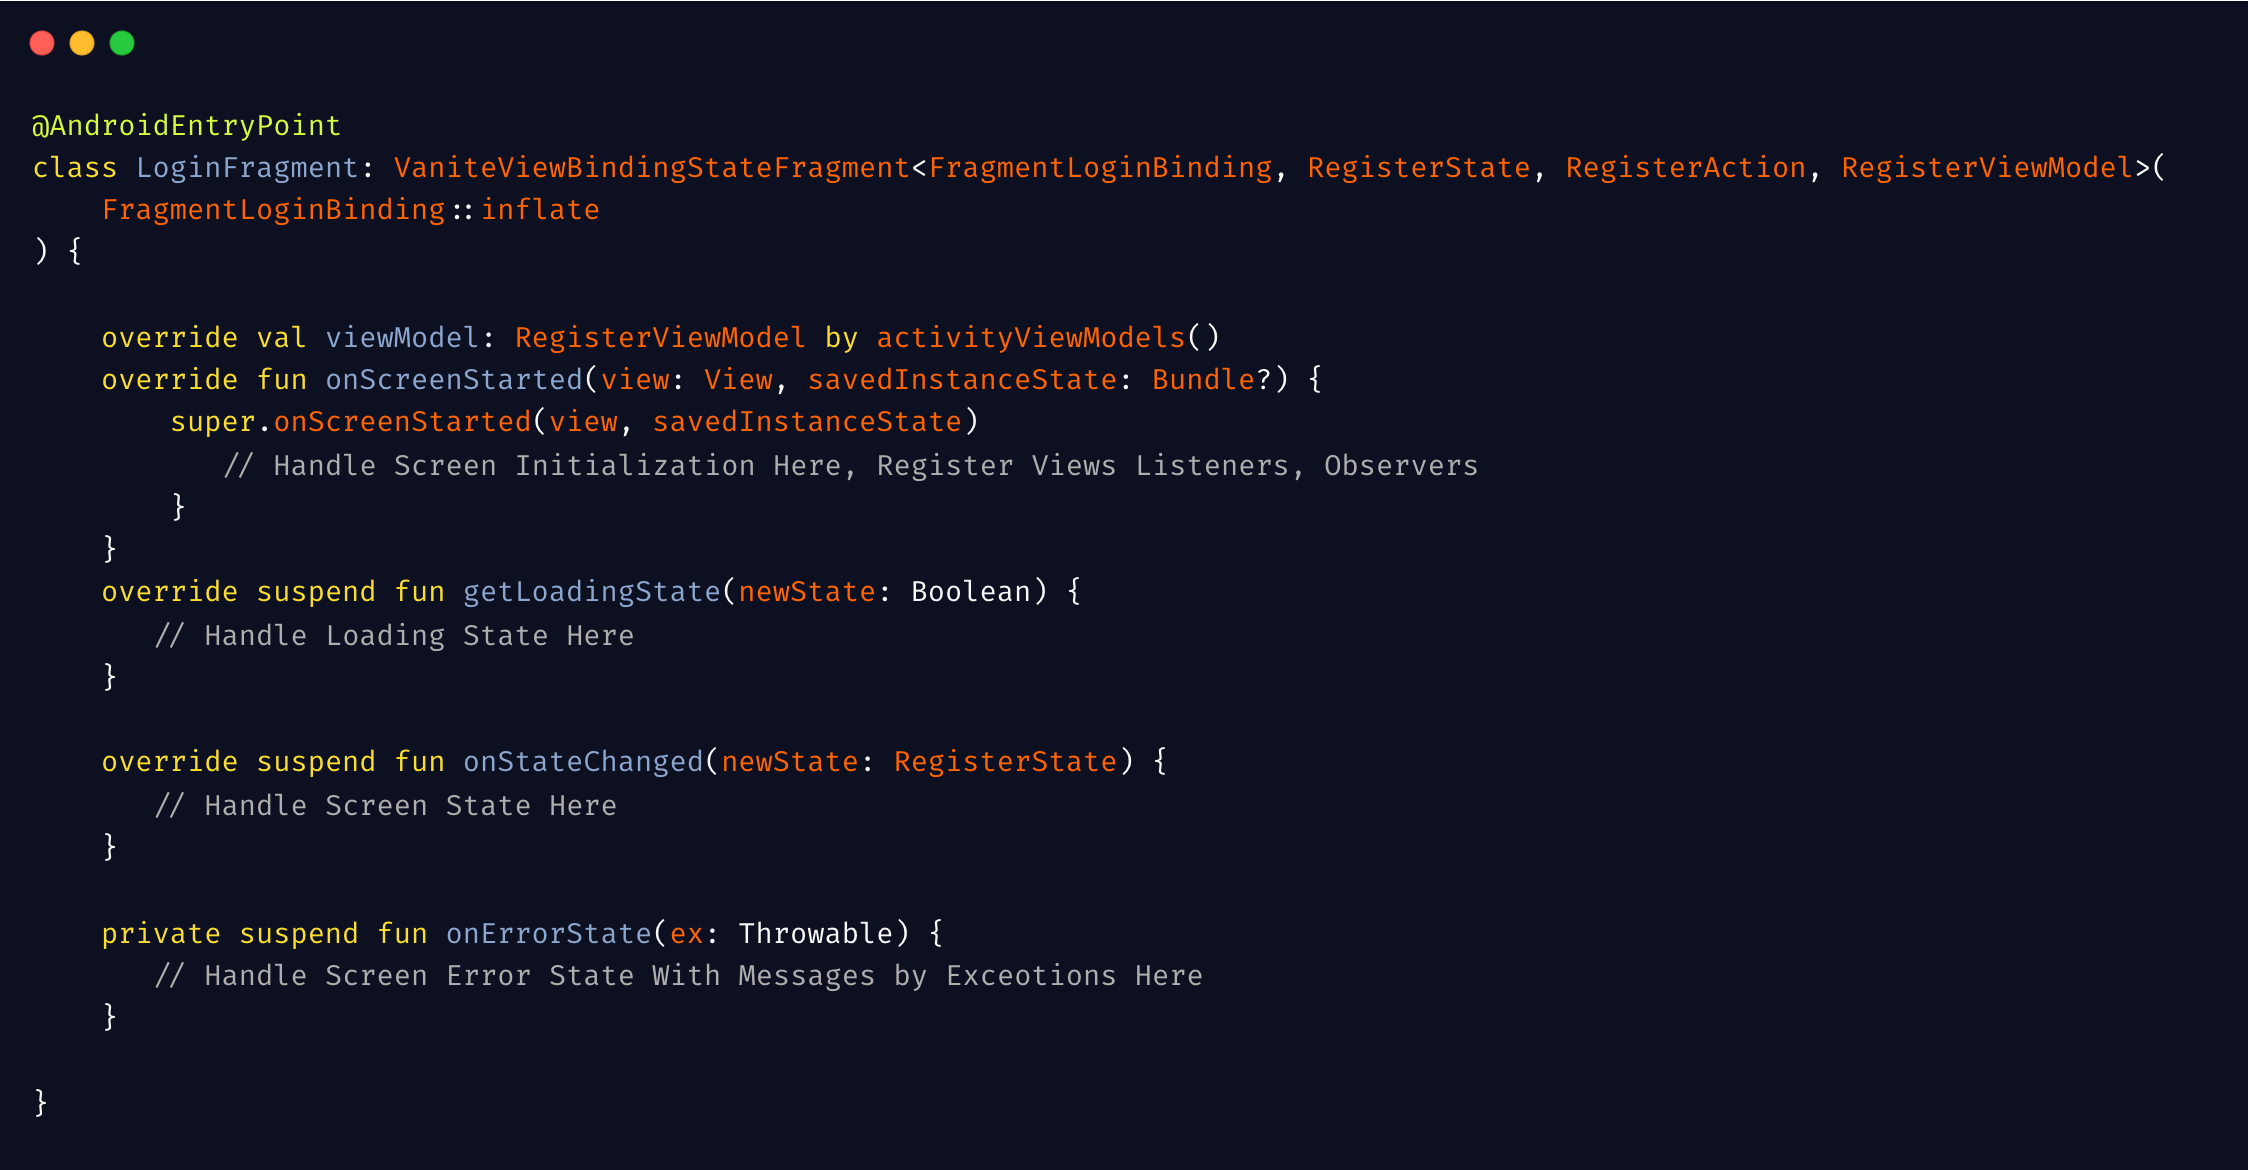 @AndroidEntryPoint
class LoginFragment: VaniteViewBindingStateFragment<FragmentLoginBinding, RegisterState, RegisterAction, RegisterViewModel>(
    FragmentLoginBinding::inflate
) {

    override val viewModel: RegisterViewModel by activityViewModels()
    override fun onScreenStarted(view: View, savedInstanceState: Bundle?) {
        super.onScreenStarted(view, savedInstanceState)
           // Handle Screen Initialization Here, Register Views Listeners, Observers
        }
    }
    override suspend fun getLoadingState(newState: Boolean) {
       // Handle Loading State Here
    }

    override suspend fun onStateChanged(newState: RegisterState) {
       // Handle Screen State Here
    }

    private suspend fun onErrorState(ex: Throwable) {
       // Handle Screen Error State With Messages by Exceotions Here
    }

}